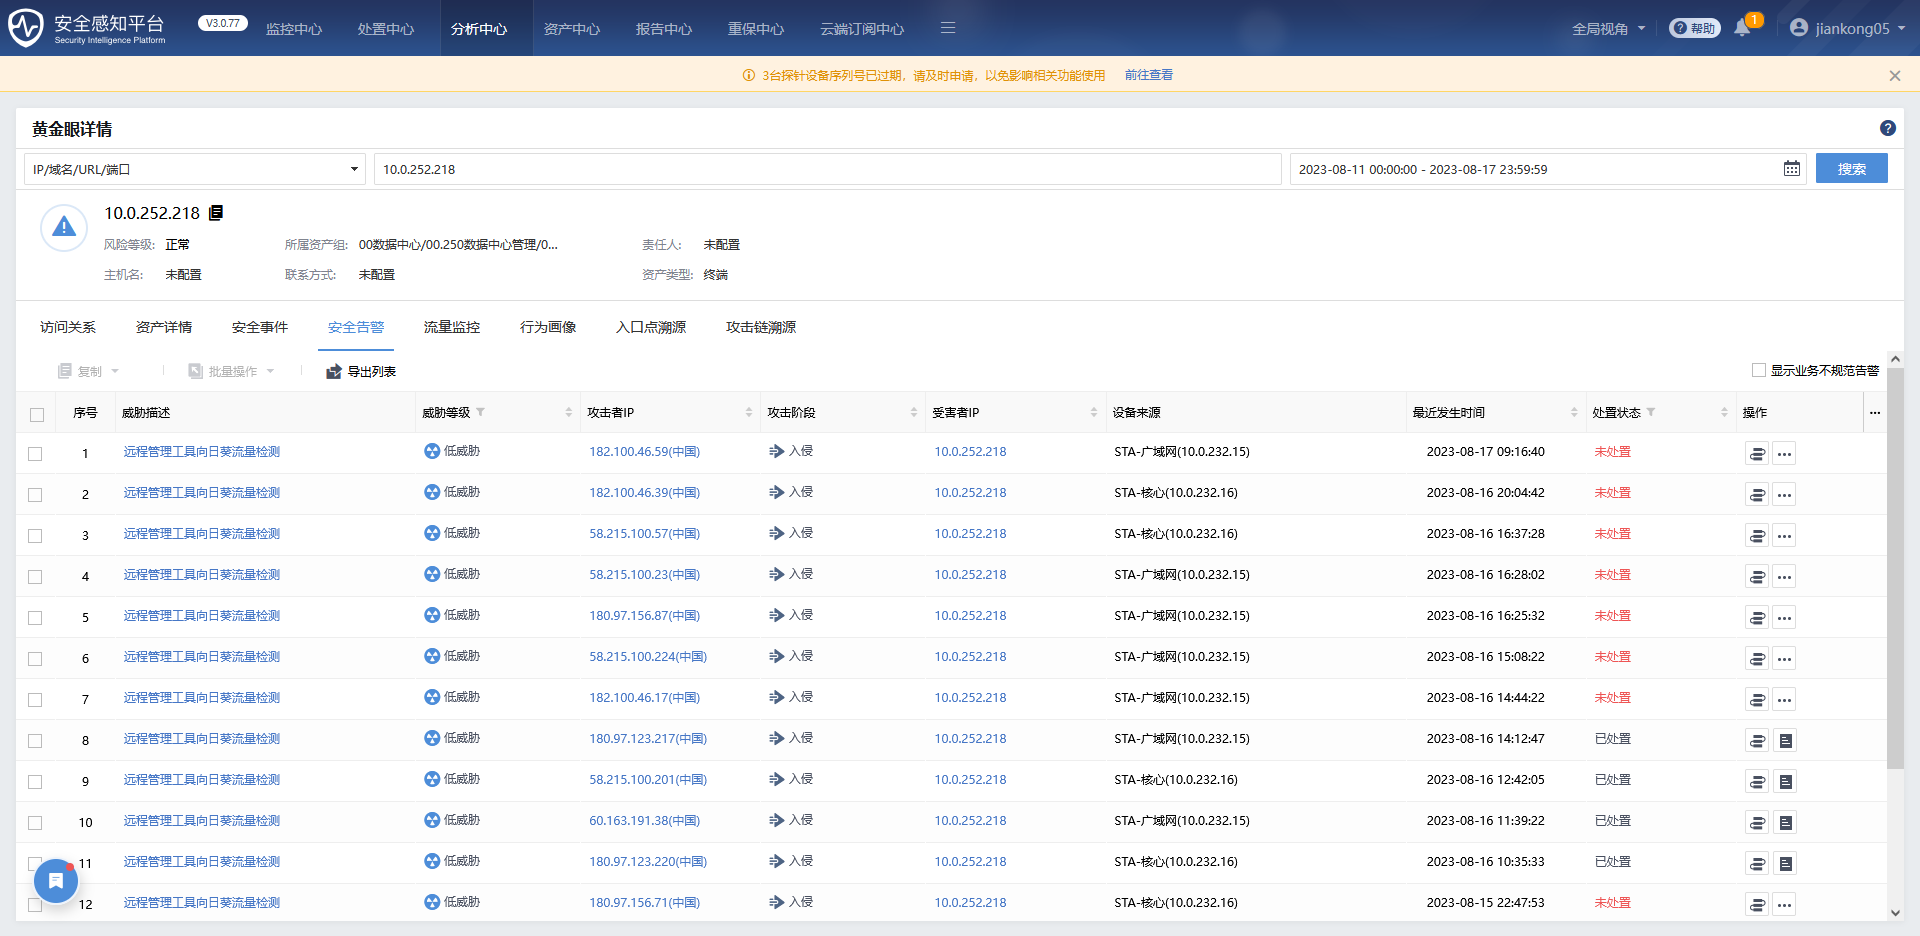 安全感知平台
Security Intelligence Platform
V3.0.77
监控中心 处置中心 分析中心 资产中心 报告中心 重保中心 云端订阅中心
全局视角 帮助 1 jiankong05
3台探针设备序列号已过期，请及时申请，以免影响相关功能使用 前往查看
黄金眼详情
IP/域名/URL/端口 10.0.252.218 2023-08-11 00:00:00 - 2023-08-17 23:59:59 搜索
10.0.252.218
风险等级: 正常 所属资产组: 00数据中心/00.250数据中心管理/0... 责任人: 未配置
主机名: 未配置 联系方式: 未配置 资产类型: 终端
访问关系 资产详情 安全事件 安全告警 流量监控 行为画像 入口点溯源 攻击链溯源
复制 批量操作 导出列表 显示业务不规范告警
序号 威胁描述 威胁等级 攻击者IP 攻击阶段 受害者IP 设备来源 最近发生时间 处置状态 操作
1 远程管理工具向日葵流量检测 低威胁 182.100.46.59(中国) 入侵 10.0.252.218 STA-广域网(10.0.232.15) 2023-08-17 09:16:40 未处置
2 远程管理工具向日葵流量检测 低威胁 182.100.46.39(中国) 入侵 10.0.252.218 STA-核心(10.0.232.16) 2023-08-16 20:04:42 未处置
3 远程管理工具向日葵流量检测 低威胁 58.215.100.57(中国) 入侵 10.0.252.218 STA-核心(10.0.232.16) 2023-08-16 16:37:28 未处置
4 远程管理工具向日葵流量检测 低威胁 58.215.100.23(中国) 入侵 10.0.252.218 STA-广域网(10.0.232.15) 2023-08-16 16:28:02 未处置
5 远程管理工具向日葵流量检测 低威胁 180.97.156.87(中国) 入侵 10.0.252.218 STA-广域网(10.0.232.15) 2023-08-16 16:25:32 未处置
6 远程管理工具向日葵流量检测 低威胁 58.215.100.224(中国) 入侵 10.0.252.218 STA-广域网(10.0.232.15) 2023-08-16 15:08:22 未处置
7 远程管理工具向日葵流量检测 低威胁 182.100.46.17(中国) 入侵 10.0.252.218 STA-广域网(10.0.232.15) 2023-08-16 14:44:22 未处置
8 远程管理工具向日葵流量检测 低威胁 180.97.123.217(中国) 入侵 10.0.252.218 STA-广域网(10.0.232.15) 2023-08-16 14:12:47 已处置
9 远程管理工具向日葵流量检测 低威胁 58.215.100.201(中国) 入侵 10.0.252.218 STA-核心(10.0.232.16) 2023-08-16 12:42:05 已处置
10 远程管理工具向日葵流量检测 低威胁 60.163.191.38(中国) 入侵 10.0.252.218 STA-广域网(10.0.232.15) 2023-08-16 11:39:22 已处置
11 远程管理工具向日葵流量检测 低威胁 180.97.123.220(中国) 入侵 10.0.252.218 STA-核心(10.0.232.16) 2023-08-16 10:35:33 已处置
12 远程管理工具向日葵流量检测 低威胁 180.97.156.71(中国) 入侵 10.0.252.218 STA-核心(10.0.232.16) 2023-08-15 22:47:53 未处置